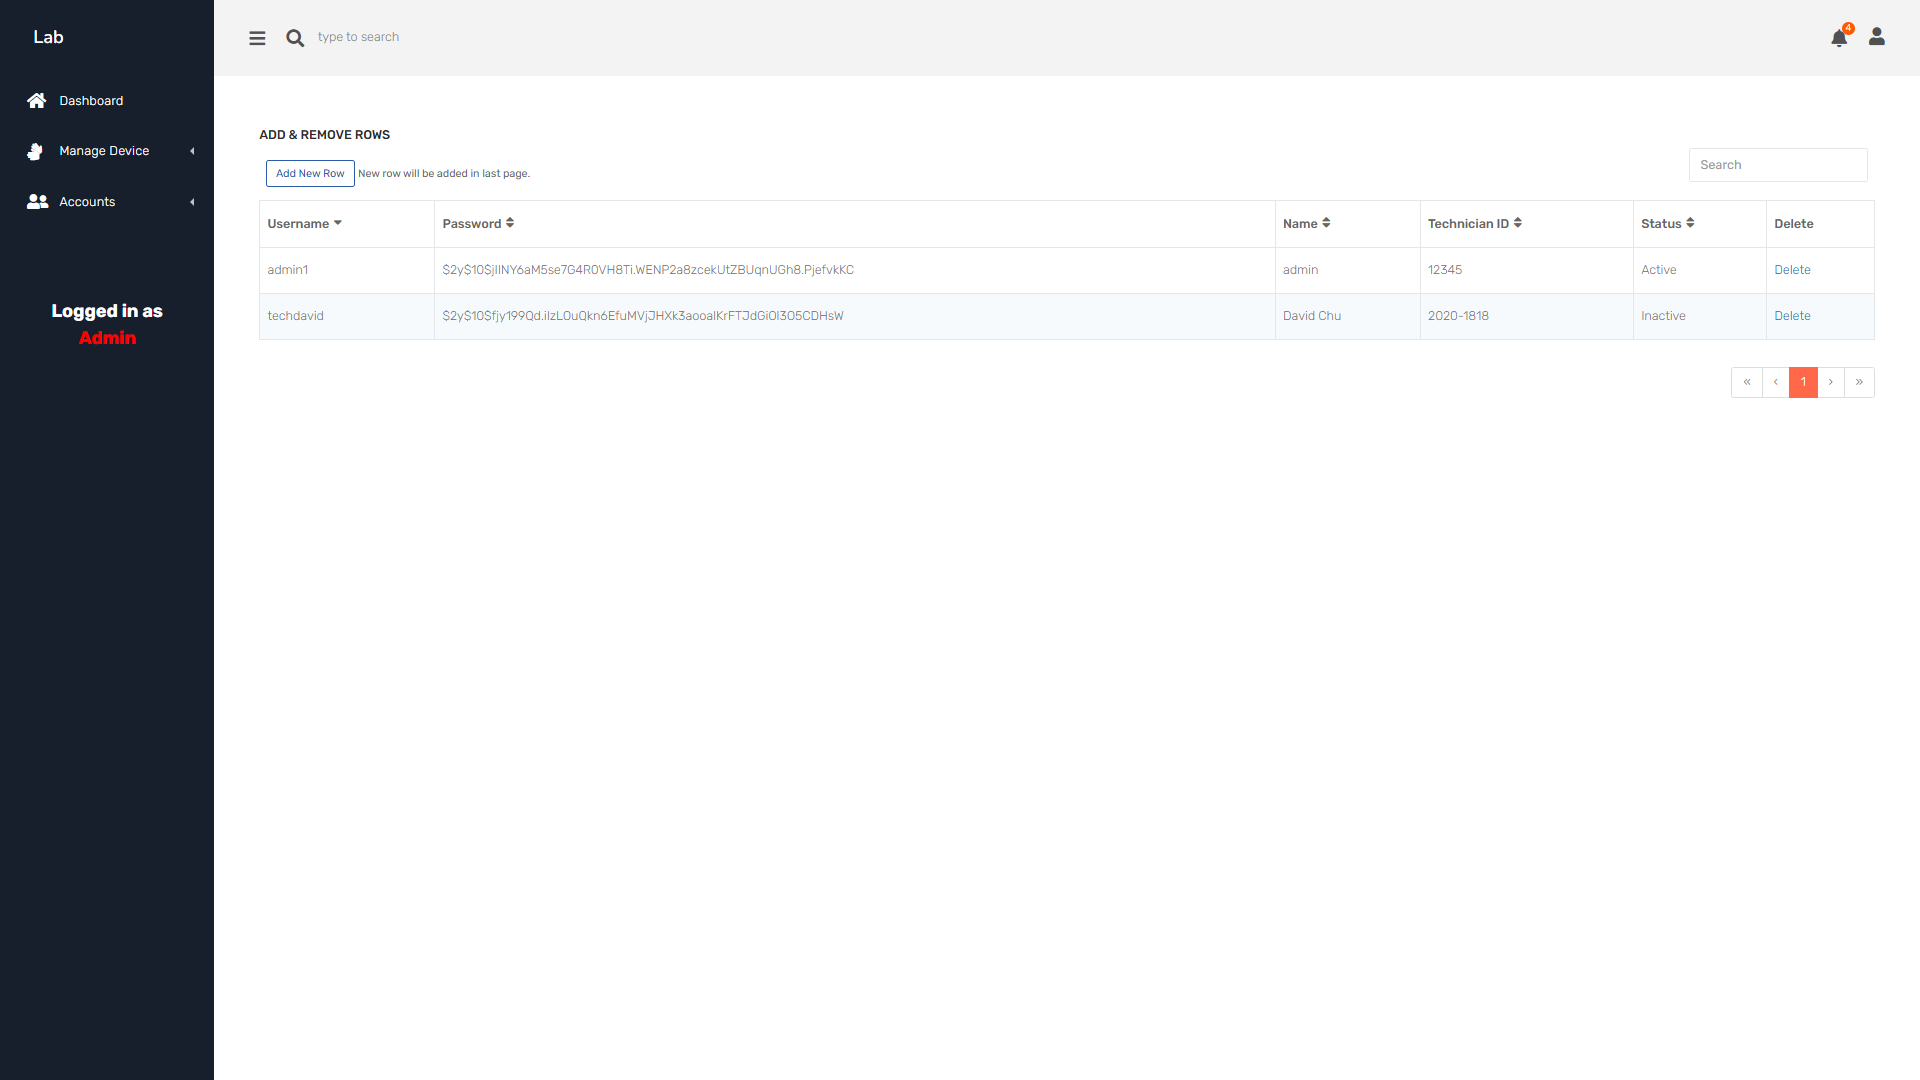 Lab
type to search
4
Dashboard
Manage Device
Accounts
Logged in as
Admin
ADD & REMOVE ROWS
Add New Row New row will be added in last page.
Search
Username Password Name Technician ID Status Delete
admin1 $2y$10$jIlNY6aM5se7G4R0VH8Ti.WENP2a8zcekUtZBUqnUGh8.PjefvkKC admin 12345 Active Delete
techdavid $2y$10$fjy199Qd.iIzLOuQkn6EfuMVjJHXk3aooaIKrFTJdGiOl3O5CDHsW David Chu 2020-1818 Inactive Delete
« ‹ 1 › »